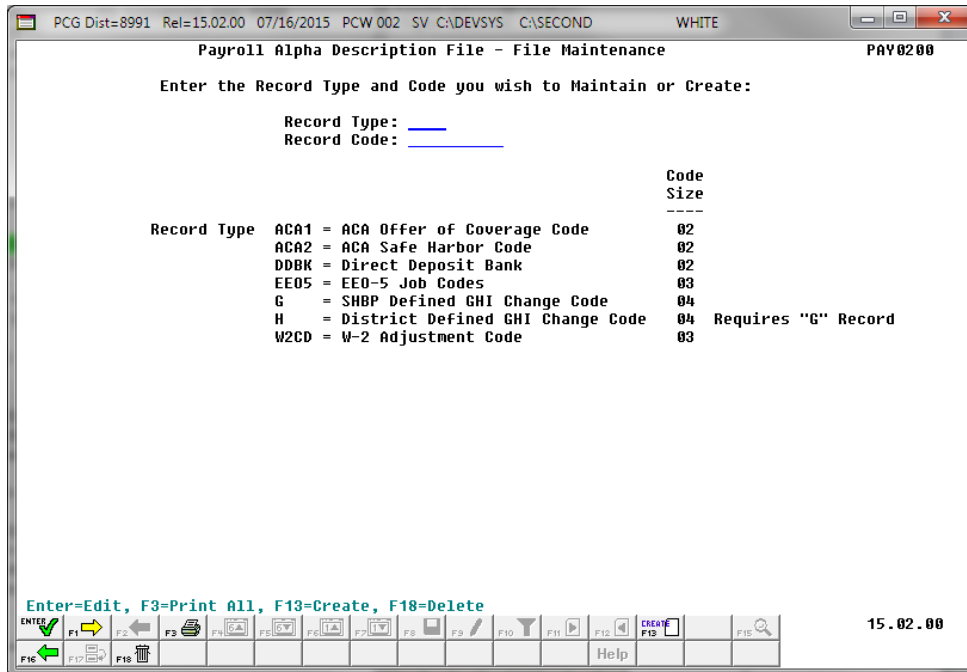 PCG Dist=8991 Rel=15.02.00 07/16/2015 PCW 002 SV C:\DEVSYS C:\SECOND WHITE
Payroll Alpha Description File - File Maintenance PAY0200
Enter the Record Type and Code you wish to Maintain or Create:
Record Type: ____
Record Code: __________
Code
Size
----
Record Type ACA1 = ACA Offer of Coverage Code 02
ACA2 = ACA Safe Harbor Code 02
DDBK = Direct Deposit Bank 02
EEO5 = EEO-5 Job Codes 03
G = SHBP Defined GHI Change Code 04
H = District Defined GHI Change Code 04 Requires "G" Record
W2CD = W-2 Adjustment Code 03
Enter=Edit, F3=Print All, F13=Create, F18=Delete
ENTER F1 F2 F3 F4 F5 F6 F7 F8 F9 F10 F11 F12 CREATE F13 F15 15.02.00
F16 F17 F18 Help